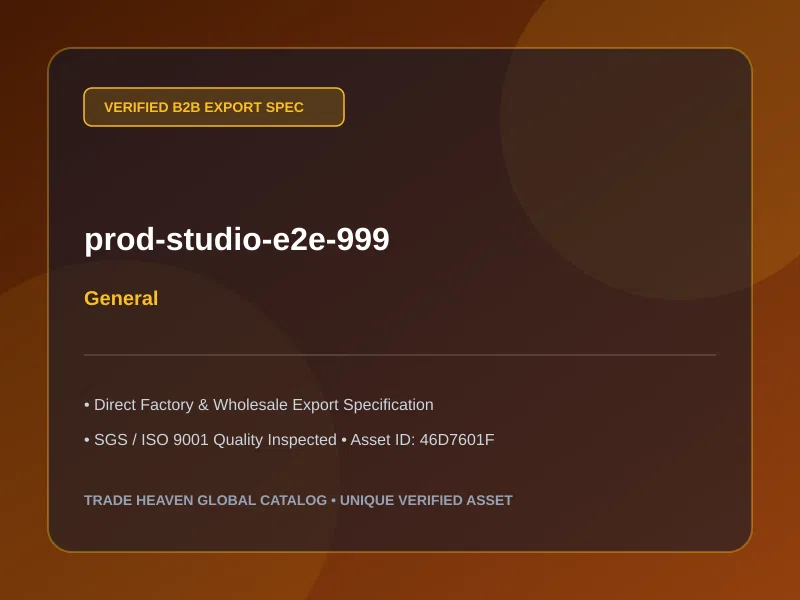 VERIFIED B2B EXPORT SPEC
prod-studio-e2e-999
General
• Direct Factory & Wholesale Export Specification
• SGS / ISO 9001 Quality Inspected • Asset ID: 46D7601F
TRADE HEAVEN GLOBAL CATALOG • UNIQUE VERIFIED ASSET